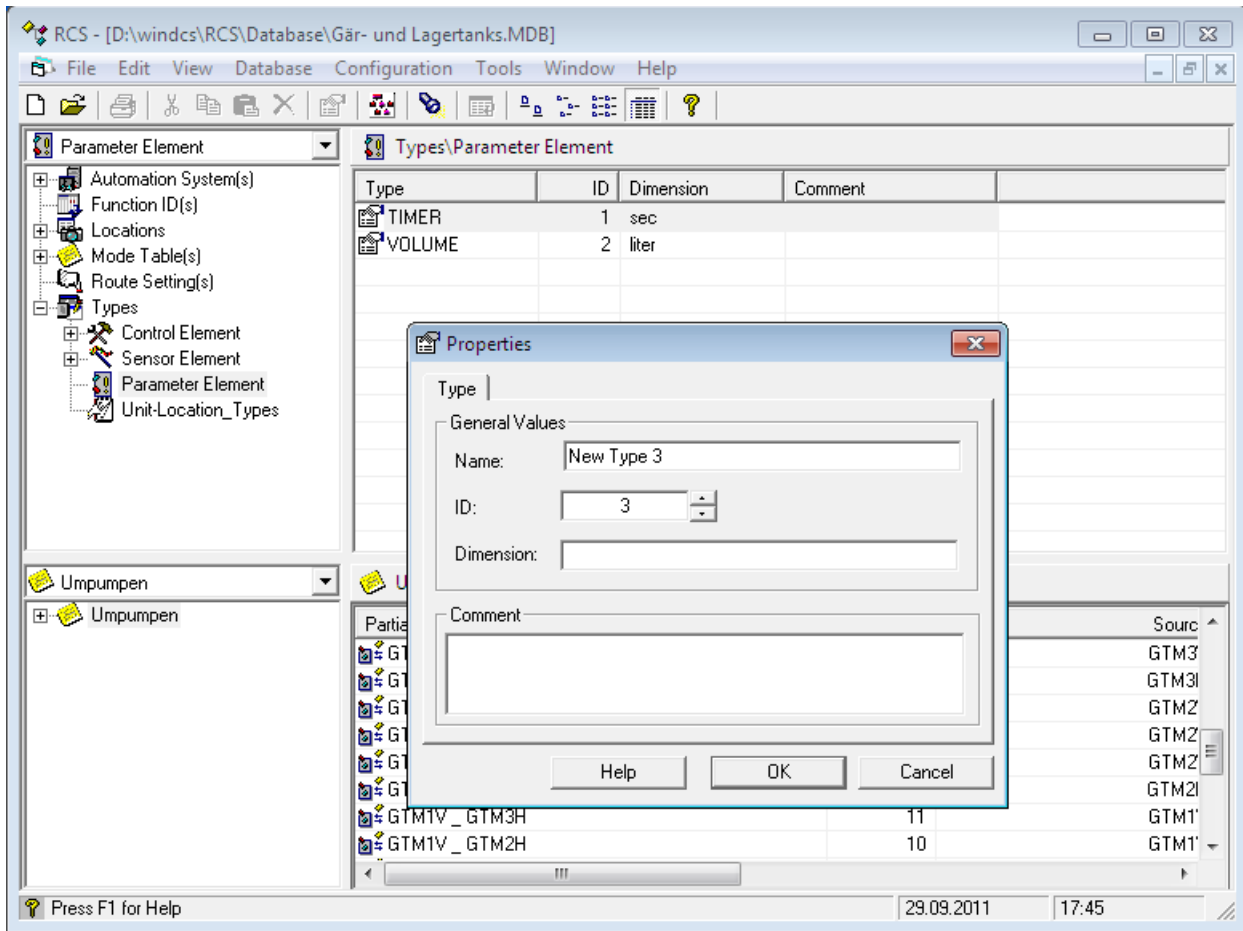 RCS - [D:\windcs\RCS\Database\Gär- und Lagertanks.MDB]
File Edit View Database Configuration Tools Window Help
Parameter Element
Types\Parameter Element
Automation System(s)
Function ID(s)
Locations
Mode Table(s)
Route Setting(s)
Types
Control Element
Sensor Element
Parameter Element
Unit-Location_Types
Type ID Dimension Comment
TIMER 1 sec
VOLUME 2 liter
Properties
Type
General Values
Name: New Type 3
ID: 3
Dimension:
Comment
Help OK Cancel
Umpumpen
Umpumpen
GTM1V _ GTM3H 11
GTM1V _ GTM2H 10
Press F1 for Help 29.09.2011 17:45